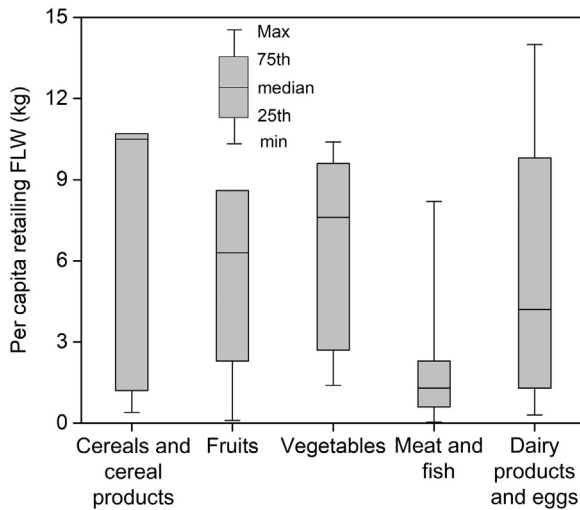 Per capita retailing FLW (kg)
15
12
9
6
3
0
Max
75th
median
25th
min
Cereals and
cereal
products
Fruits
Vegetables
Meat and
fish
Dairy
products
and eggs